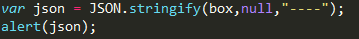 var json = JSON.stringify(box,null,"----");
alert(json);